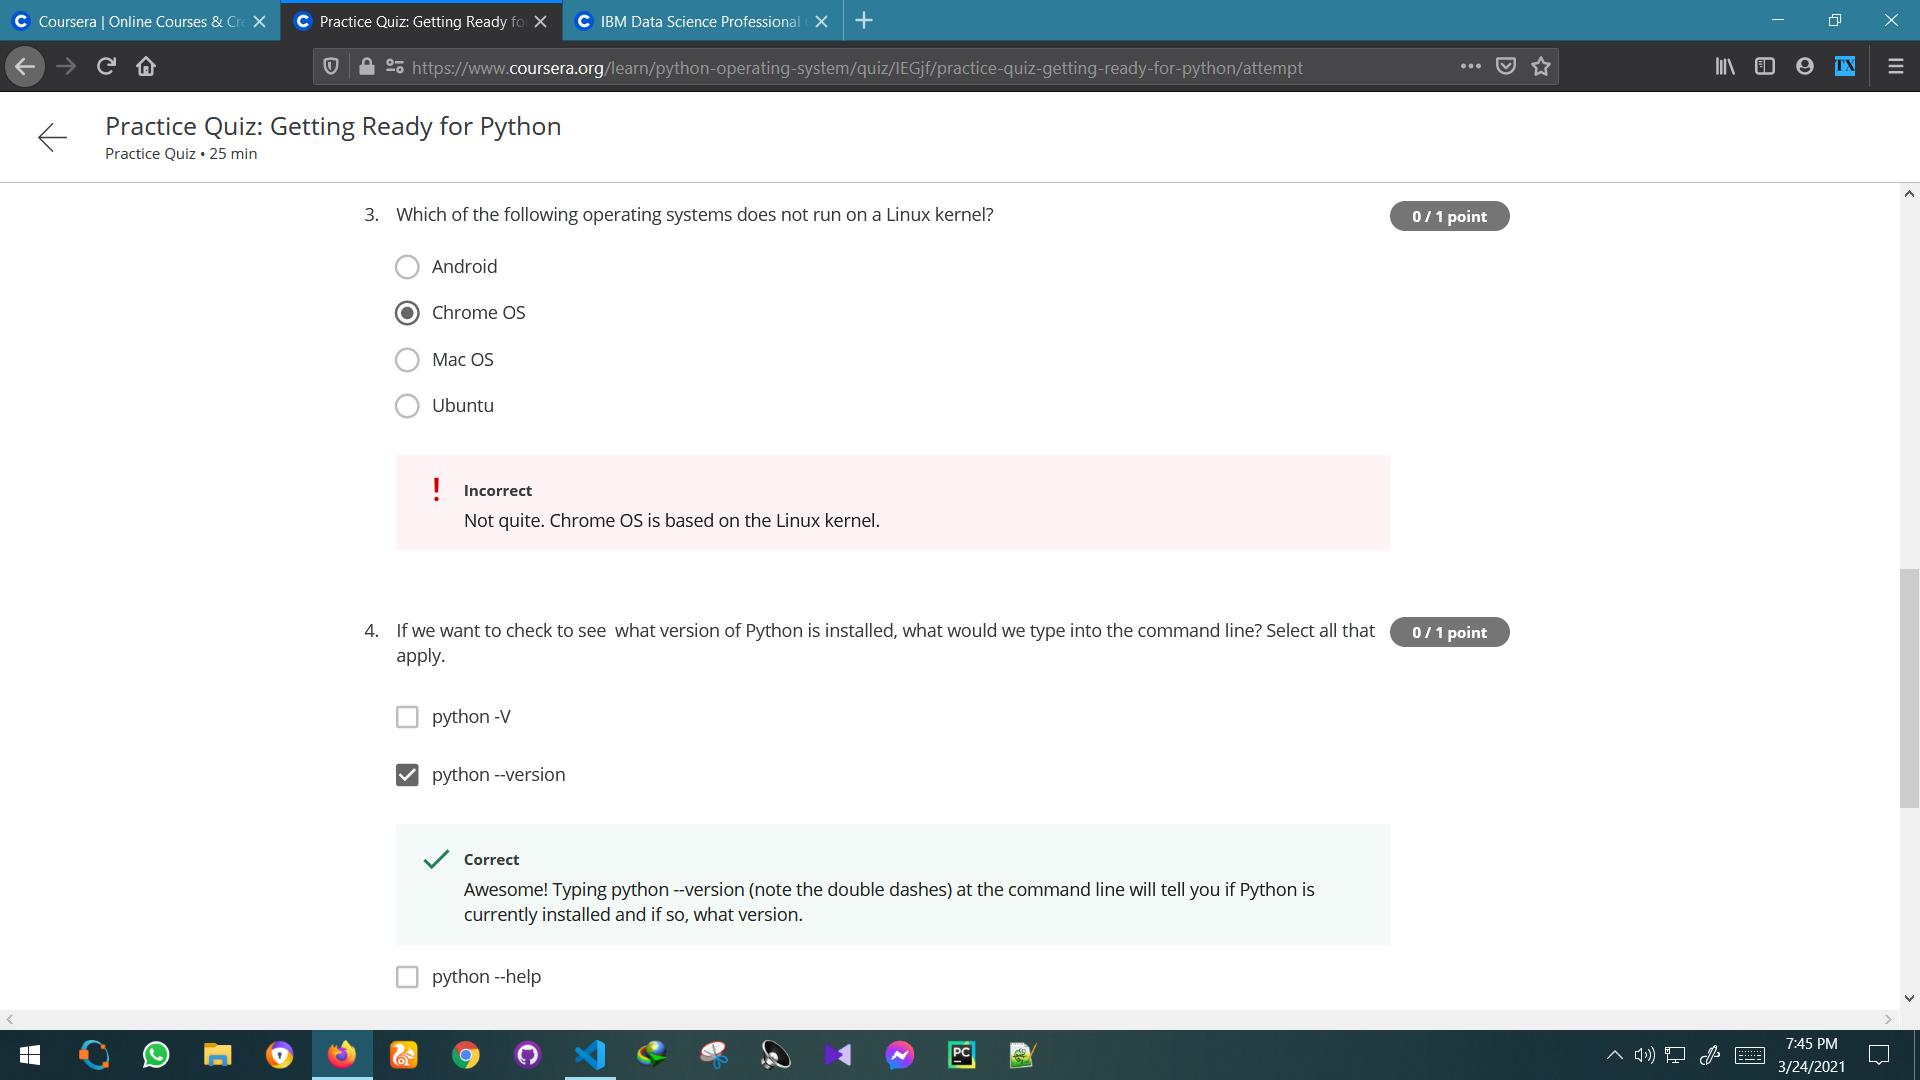 Coursera | Online Courses & Cre
Practice Quiz: Getting Ready fo
IBM Data Science Professional
https://www.coursera.org/learn/python-operating-system/quiz/IEGjf/practice-quiz-getting-ready-for-python/attempt
TX
Practice Quiz: Getting Ready for Python
Practice Quiz • 25 min
3. Which of the following operating systems does not run on a Linux kernel?
0 / 1 point
Android
Chrome OS
Mac OS
Ubuntu
! Incorrect
Not quite. Chrome OS is based on the Linux kernel.
4. If we want to check to see  what version of Python is installed, what would we type into the command line? Select all that
apply.
0 / 1 point
python -V
python --version
Correct
Awesome! Typing python --version (note the double dashes) at the command line will tell you if Python is
currently installed and if so, what version.
python --help
PC
7:45 PM
3/24/2021